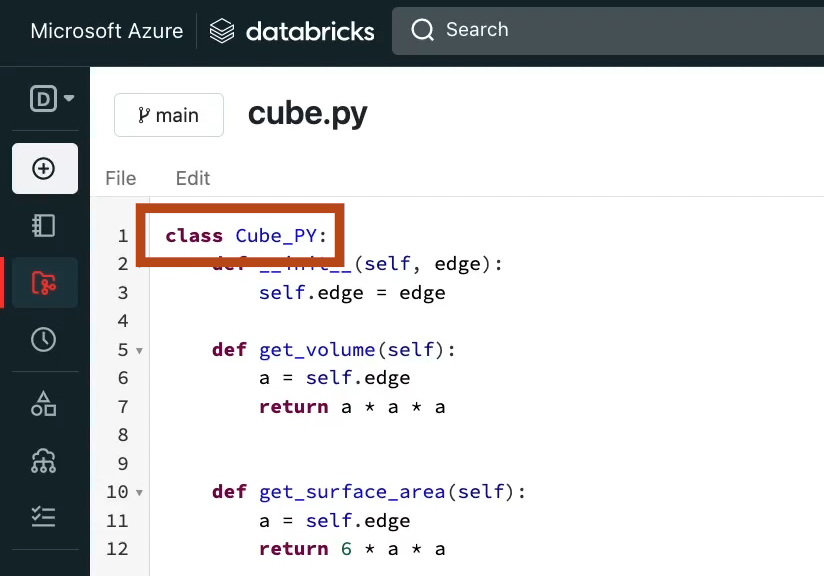 Microsoft Azure databricks Search
D
main cube.py
File Edit
1 class Cube_PY:
2 def __init__(self, edge):
3 self.edge = edge
4
5 def get_volume(self):
6 a = self.edge
7 return a * a * a
8
9
10 def get_surface_area(self):
11 a = self.edge
12 return 6 * a * a